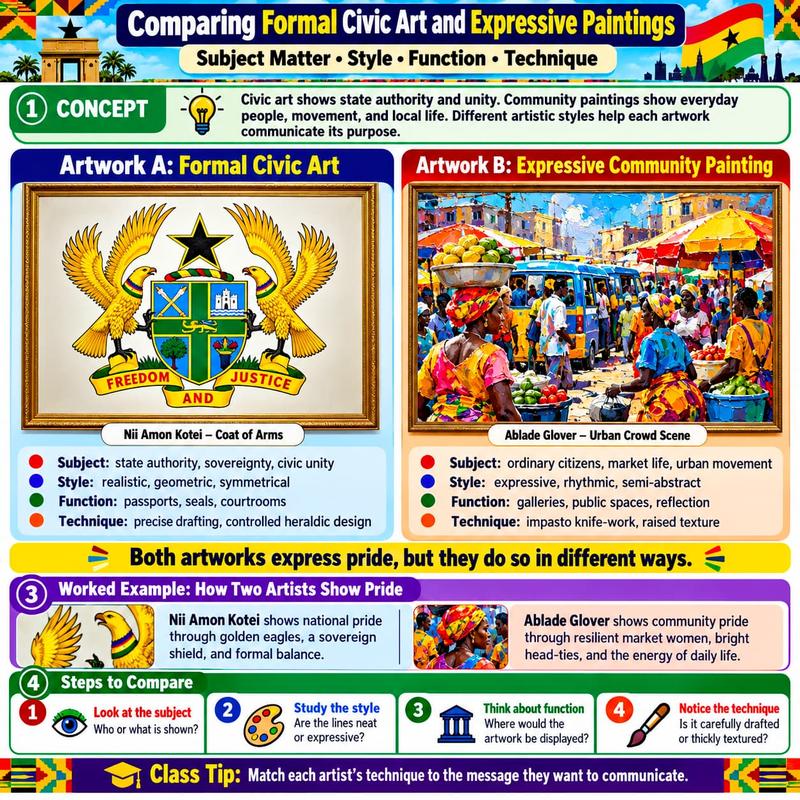 Comparing Formal Civic Art and Expressive Paintings
Subject Matter • Style • Function • Technique
1 CONCEPT
Civic art shows state authority and unity. Community paintings show everyday
people, movement, and local life. Different artistic styles help each artwork
communicate its purpose.
Artwork A: Formal Civic Art
FREEDOM AND JUSTICE
Nii Amon Kotei – Coat of Arms
Subject: state authority, sovereignty, civic unity
Style: realistic, geometric, symmetrical
Function: passports, seals, courtrooms
Technique: precise drafting, controlled heraldic design
Artwork B: Expressive Community Painting
Ablade Glover – Urban Crowd Scene
Subject: ordinary citizens, market life, urban movement
Style: expressive, rhythmic, semi-abstract
Function: galleries, public spaces, reflection
Technique: impasto knife-work, raised texture
Both artworks express pride, but they do so in different ways.
3 Worked Example: How Two Artists Show Pride
Nii Amon Kotei shows national pride
through golden eagles, a sovereign
shield, and formal balance.
Ablade Glover shows community pride
through resilient market women, bright
head-ties, and the energy of daily life.
4 Steps to Compare
1 Look at the subject
Who or what is shown?
2 Study the style
Are the lines neat
or expressive?
3 Think about function
Where would the
artwork be displayed?
4 Notice the technique
Is it carefully drafted
or thickly textured?
Class Tip: Match each artist's technique to the message they want to communicate.